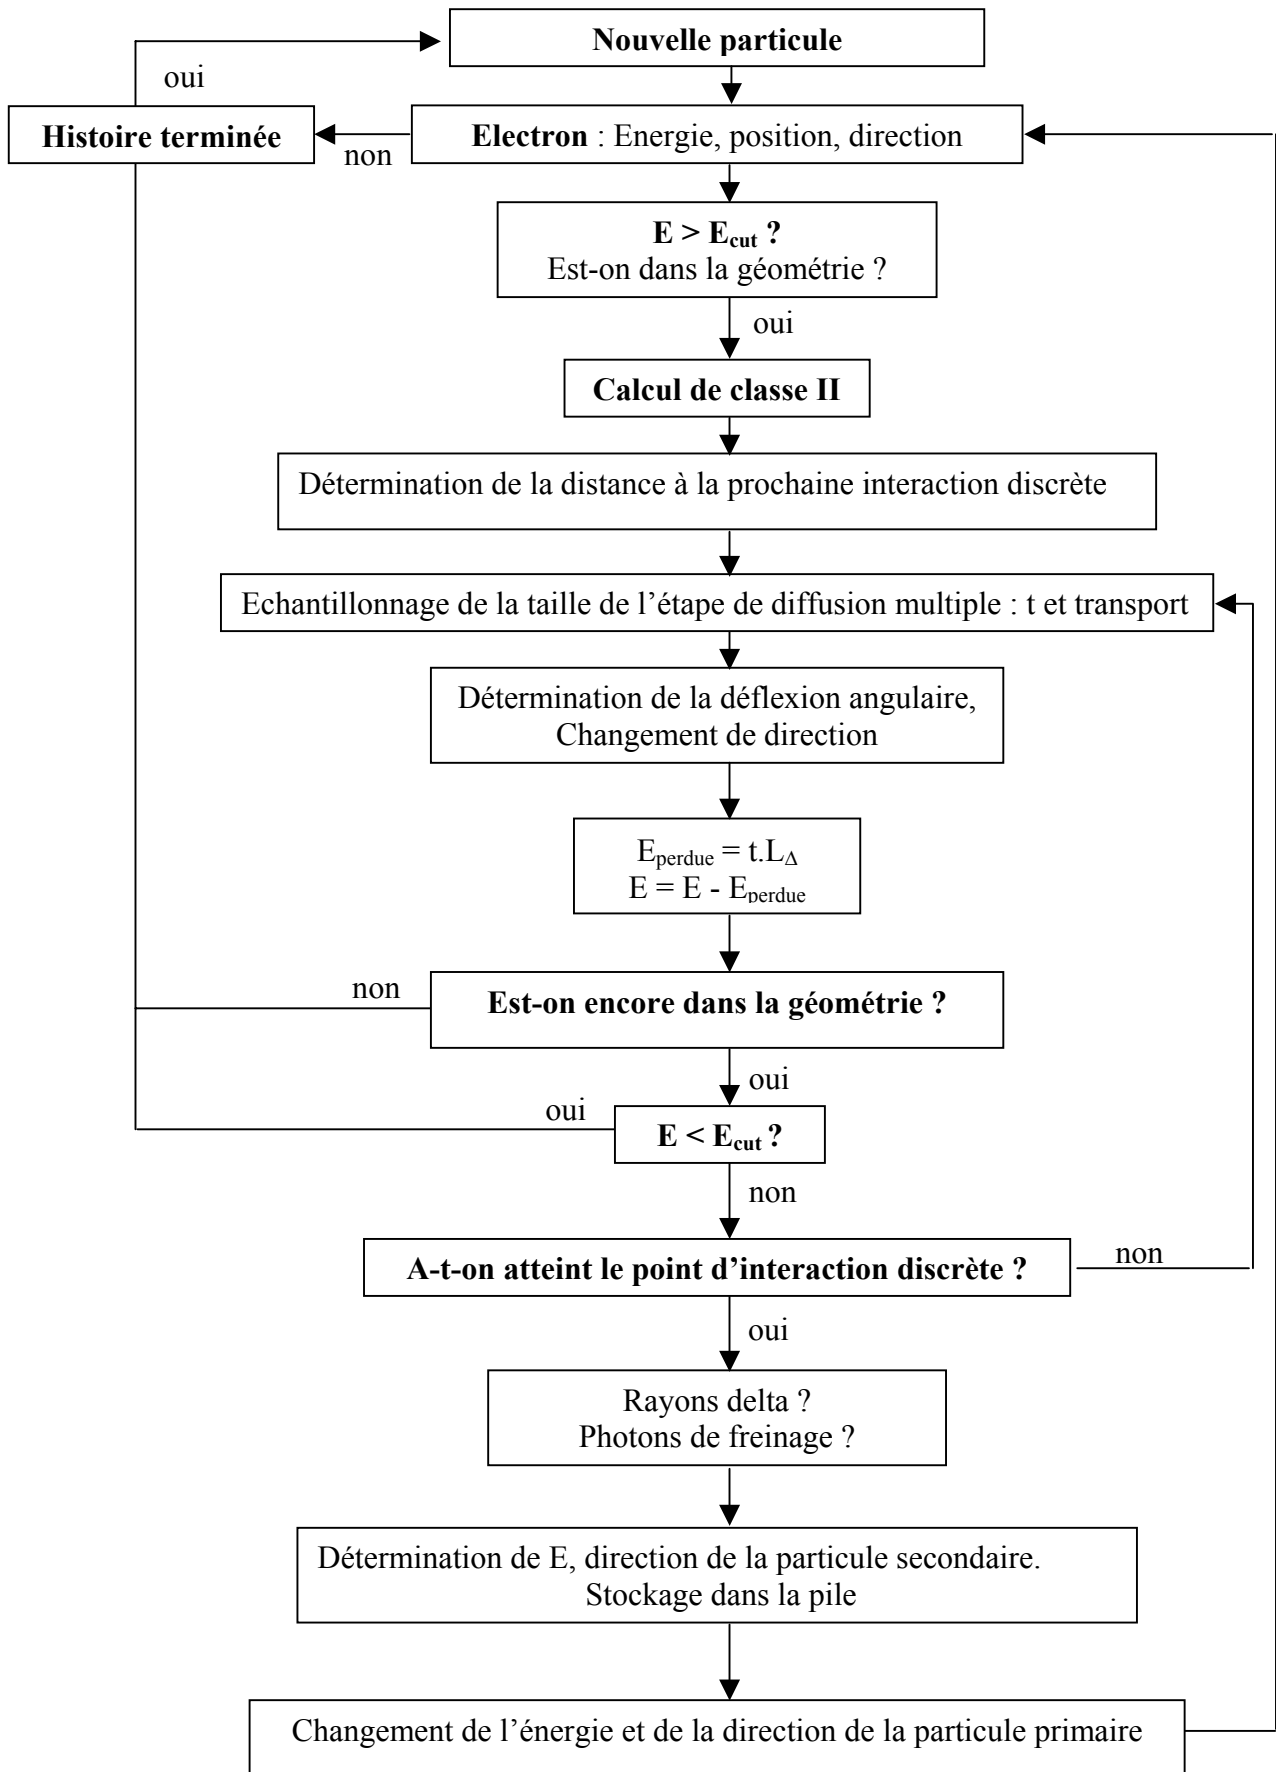 Nouvelle particule
oui
Histoire terminée
non
Electron : Energie, position, direction
E > Ecut ?
Est-on dans la géométrie ?
oui
Calcul de classe II
Détermination de la distance à la prochaine interaction discrète
Echantillonnage de la taille de l’étape de diffusion multiple : t et transport
Détermination de la déflexion angulaire,
Changement de direction
Eperdue = t.LΔ
E = E - Eperdue
non
Est-on encore dans la géométrie ?
oui
oui
E < Ecut ?
non
A-t-on atteint le point d’interaction discrète ?
non
oui
Rayons delta ?
Photons de freinage ?
Détermination de E, direction de la particule secondaire.
Stockage dans la pile
Changement de l’énergie et de la direction de la particule primaire